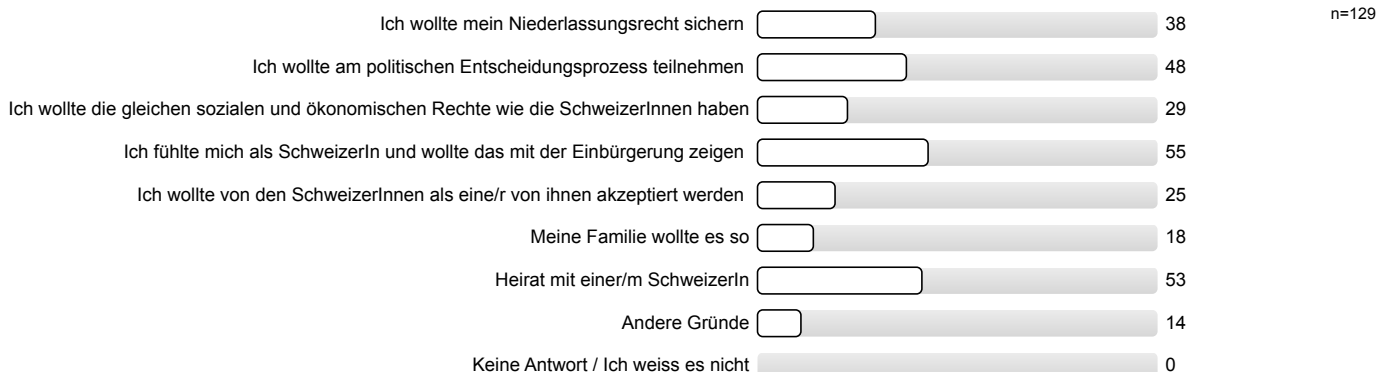 Ich wollte mein Niederlassungsrecht sichern 38 n=129
Ich wollte am politischen Entscheidungsprozess teilnehmen 48
Ich wollte die gleichen sozialen und ökonomischen Rechte wie die SchweizerInnen haben 29
Ich fühlte mich als SchweizerIn und wollte das mit der Einbürgerung zeigen 55
Ich wollte von den SchweizerInnen als eine/r von ihnen akzeptiert werden 25
Meine Familie wollte es so 18
Heirat mit einer/m SchweizerIn 53
Andere Gründe 14
Keine Antwort / Ich weiss es nicht 0